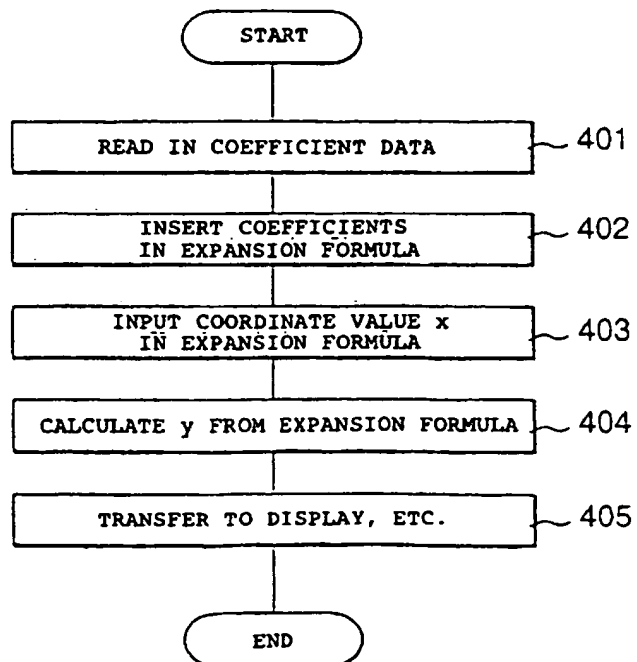 START
READ IN COEFFICIENT DATA
401
INSERT COEFFICIENTS
IN EXPANSION FORMULA
402
INPUT COORDINATE VALUE x
IN EXPANSION FORMULA
403
CALCULATE y FROM EXPANSION FORMULA
404
TRANSFER TO DISPLAY, ETC.
405
END